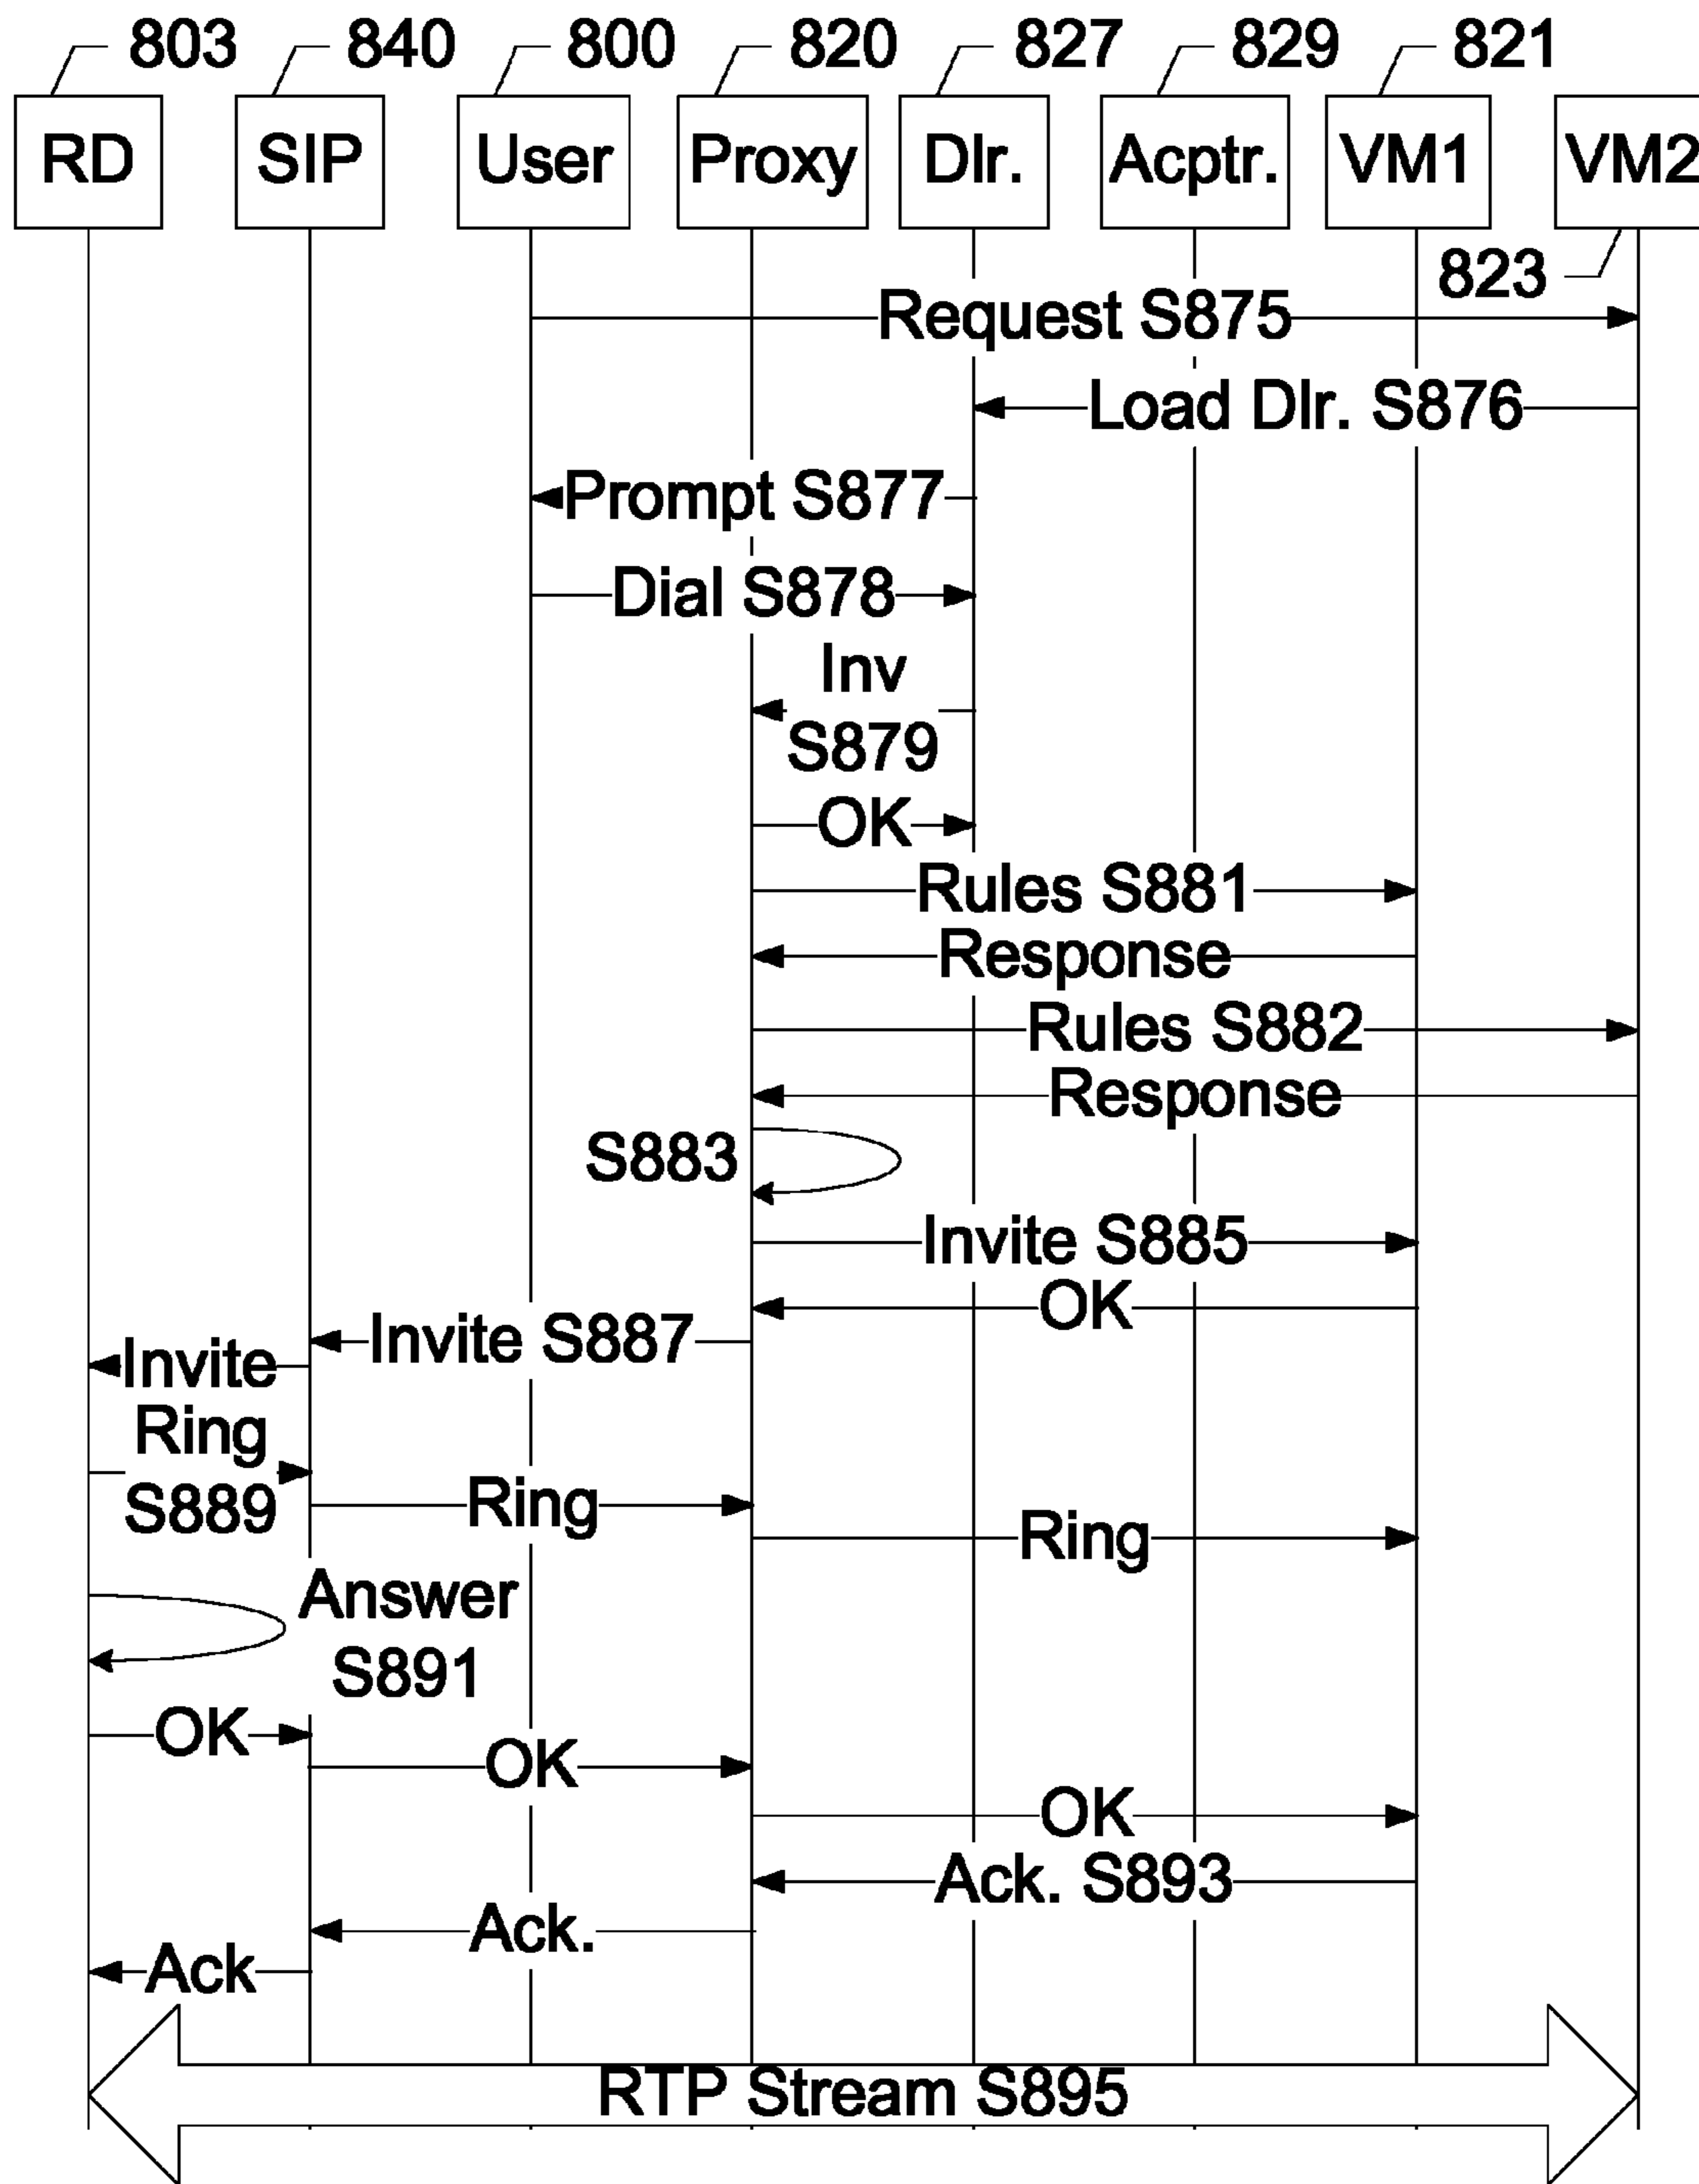 803 840 800 820 827 829 821
RD SIP User Proxy Dlr. Acptr. VM1 VM2
823
Request S875
Load Dlr. S876
Prompt S877
Dial S878
Inv
S879
OK
Rules S881
Response
Rules S882
Response
S883
Invite S885
OK
Invite S887
Invite
Ring
S889
Ring
Ring
Answer
S891
OK
OK
OK
Ack. S893
Ack.
Ack
RTP Stream S895